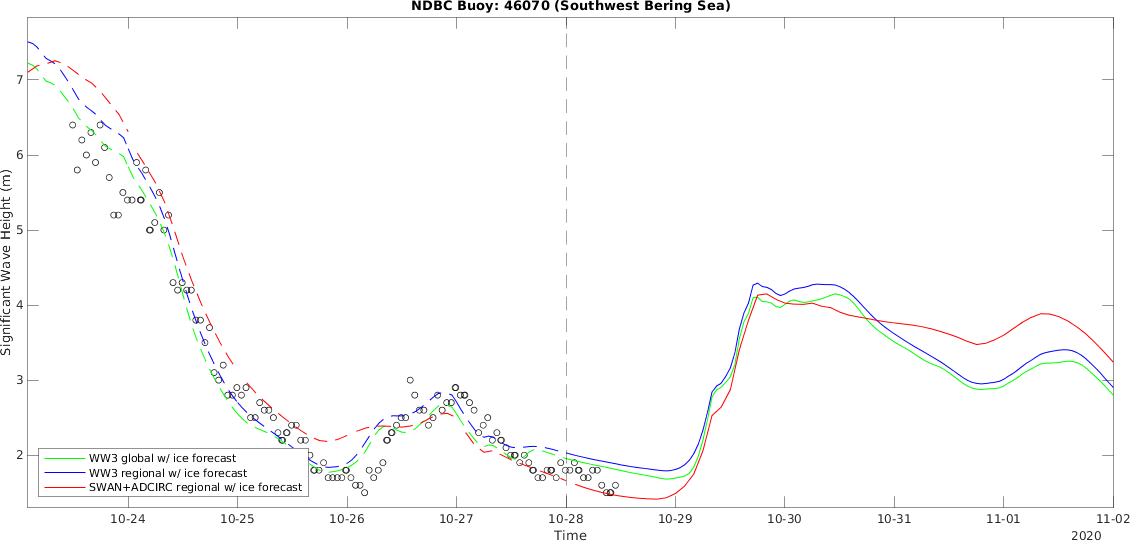 NDBC Buoy: 46070 (Southwest Bering Sea)
7
6
5
4
3
2
Significant Wave Height (m)
WW3 global w/ ice forecast
WW3 regional w/ ice forecast
SWAN+ADCIRC regional w/ ice forecast
10-24 10-25 10-26 10-27 10-28 10-29 10-30 10-31 11-01 11-02
Time
2020